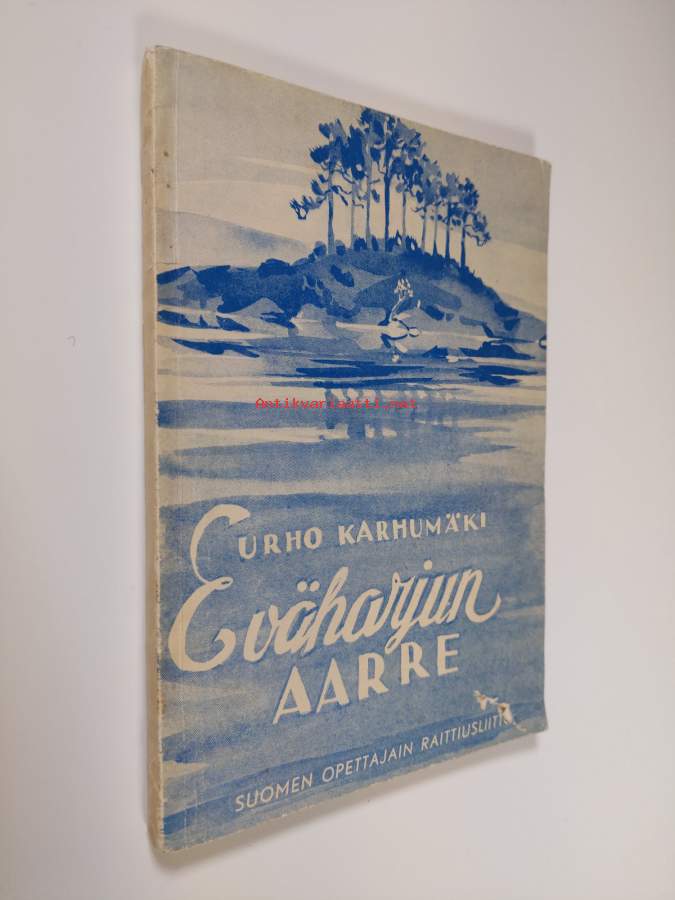 Antikvariaatti.net
URHO KARHUMÄKI
Eväharjun
AARRE
SUOMEN OPETTAJAIN RAITTIUSLIITTO